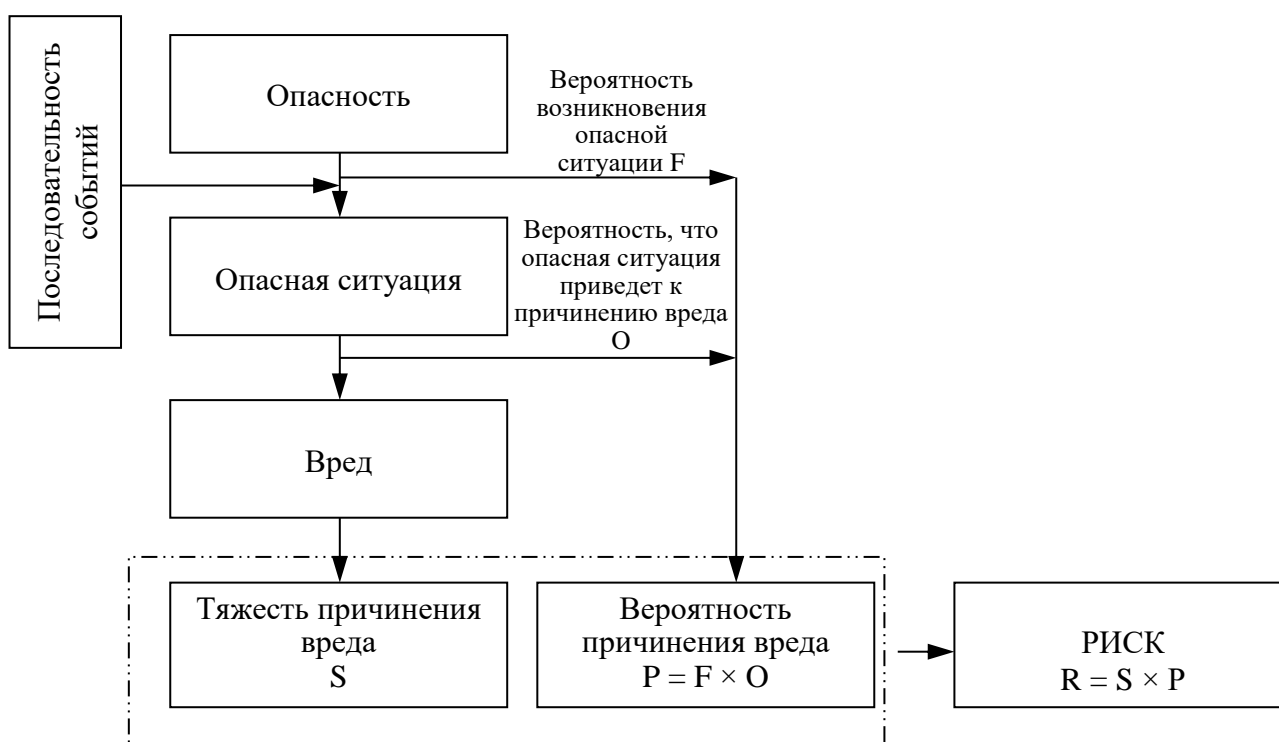 Последовательность
событий
Опасность
Вероятность
возникновения
опасной
ситуации F
Опасная ситуация
Вероятность, что
опасная ситуация
приведет к
причинению вреда
O
Вред
Тяжесть причинения
вреда
S
Вероятность
причинения вреда
P = F × O
РИСК
R = S × P